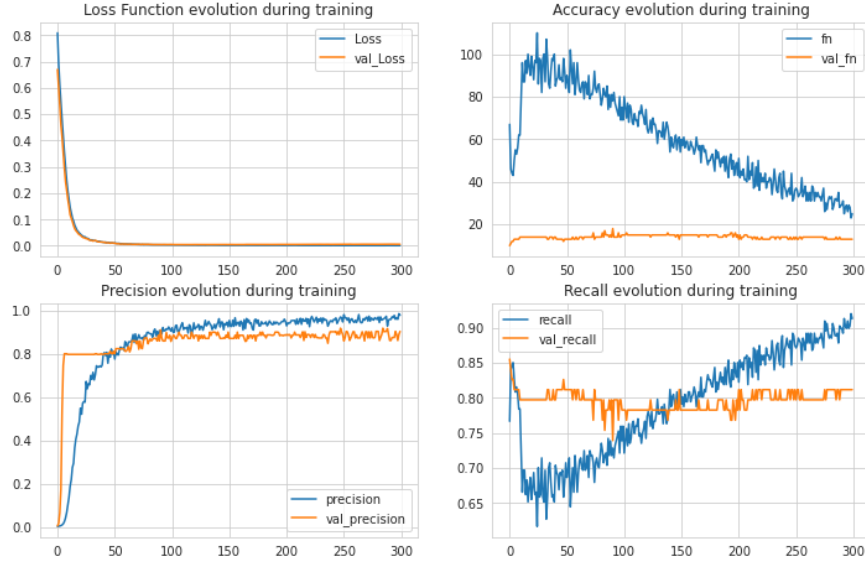 Loss Function evolution during training
0.8
0.7
0.6
0.5
0.4
0.3
0.2
0.1
0.0
Loss
val_Loss
0 50 100 150 200 250 300
Accuracy evolution during training
100
80
60
40
20
fn
val_fn
0 50 100 150 200 250 300
Precision evolution during training
1.0
0.8
0.6
0.4
0.2
0.0
precision
val_precision
0 50 100 150 200 250 300
Recall evolution during training
0.90
0.85
0.80
0.75
0.70
0.65
recall
val_recall
0 50 100 150 200 250 300